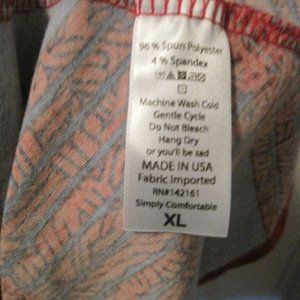 96 % Spun Polyester
4 % Spandex
Machine Wash Cold
Gentle Cycle
Do Not Bleach
Hang Dry
or you'll be sad
MADE IN USA
Fabric Imported
RN#142161
Simply Comfortable
XL